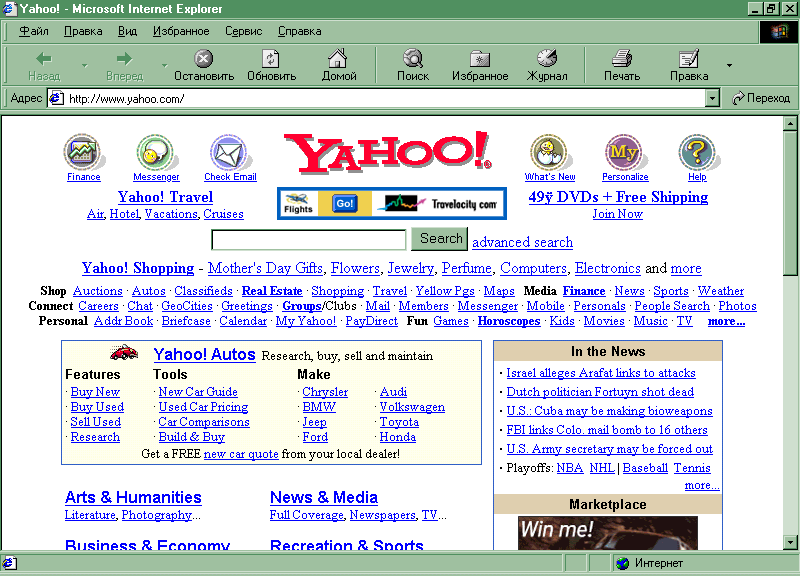 Yahoo! - Microsoft Internet Explorer
Файл Правка Вид Избранное Сервис Справка
Назад Вперед Остановить Обновить Домой Поиск Избранное Журнал Печать Правка
Адрес http://www.yahoo.com/ Переход
Finance Messenger Check Email YAHOO! What's New My Personalize ? Help
Yahoo! Travel
Air, Hotel, Vacations, Cruises
Flights Go! Travelocity.com
49ÿ DVDs + Free Shipping
Join Now
Search advanced search
Yahoo! Shopping - Mother's Day Gifts, Flowers, Jewelry, Perfume, Computers, Electronics and more
Shop Auctions · Autos · Classifieds · Real Estate · Shopping · Travel · Yellow Pgs · Maps Media Finance · News · Sports · Weather
Connect Careers · Chat · GeoCities · Greetings · Groups/Clubs · Mail · Members · Messenger · Mobile · Personals · People Search · Photos
Personal Addr Book · Briefcase · Calendar · My Yahoo! · PayDirect Fun Games · Horoscopes · Kids · Movies · Music · TV more...
Yahoo! Autos Research, buy, sell and maintain
Features Tools Make
· Buy New · New Car Guide · Chrysler · Audi
· Buy Used · Used Car Pricing · BMW · Volkswagen
· Sell Used · Car Comparisons · Jeep · Toyota
· Research · Build & Buy · Ford · Honda
Get a FREE new car quote from your local dealer!
In the News
· Israel alleges Arafat links to attacks
· Dutch politician Fortuyn shot dead
· U.S.: Cuba may be making bioweapons
· FBI links Colo. mail bomb to 16 others
· U.S. Army secretary may be forced out
· Playoffs: NBA NHL | Baseball Tennis
more...
Marketplace
Win me!
Arts & Humanities
Literature, Photography...
News & Media
Full Coverage, Newspapers, TV...
Business & Economy
Recreation & Sports
Интернет